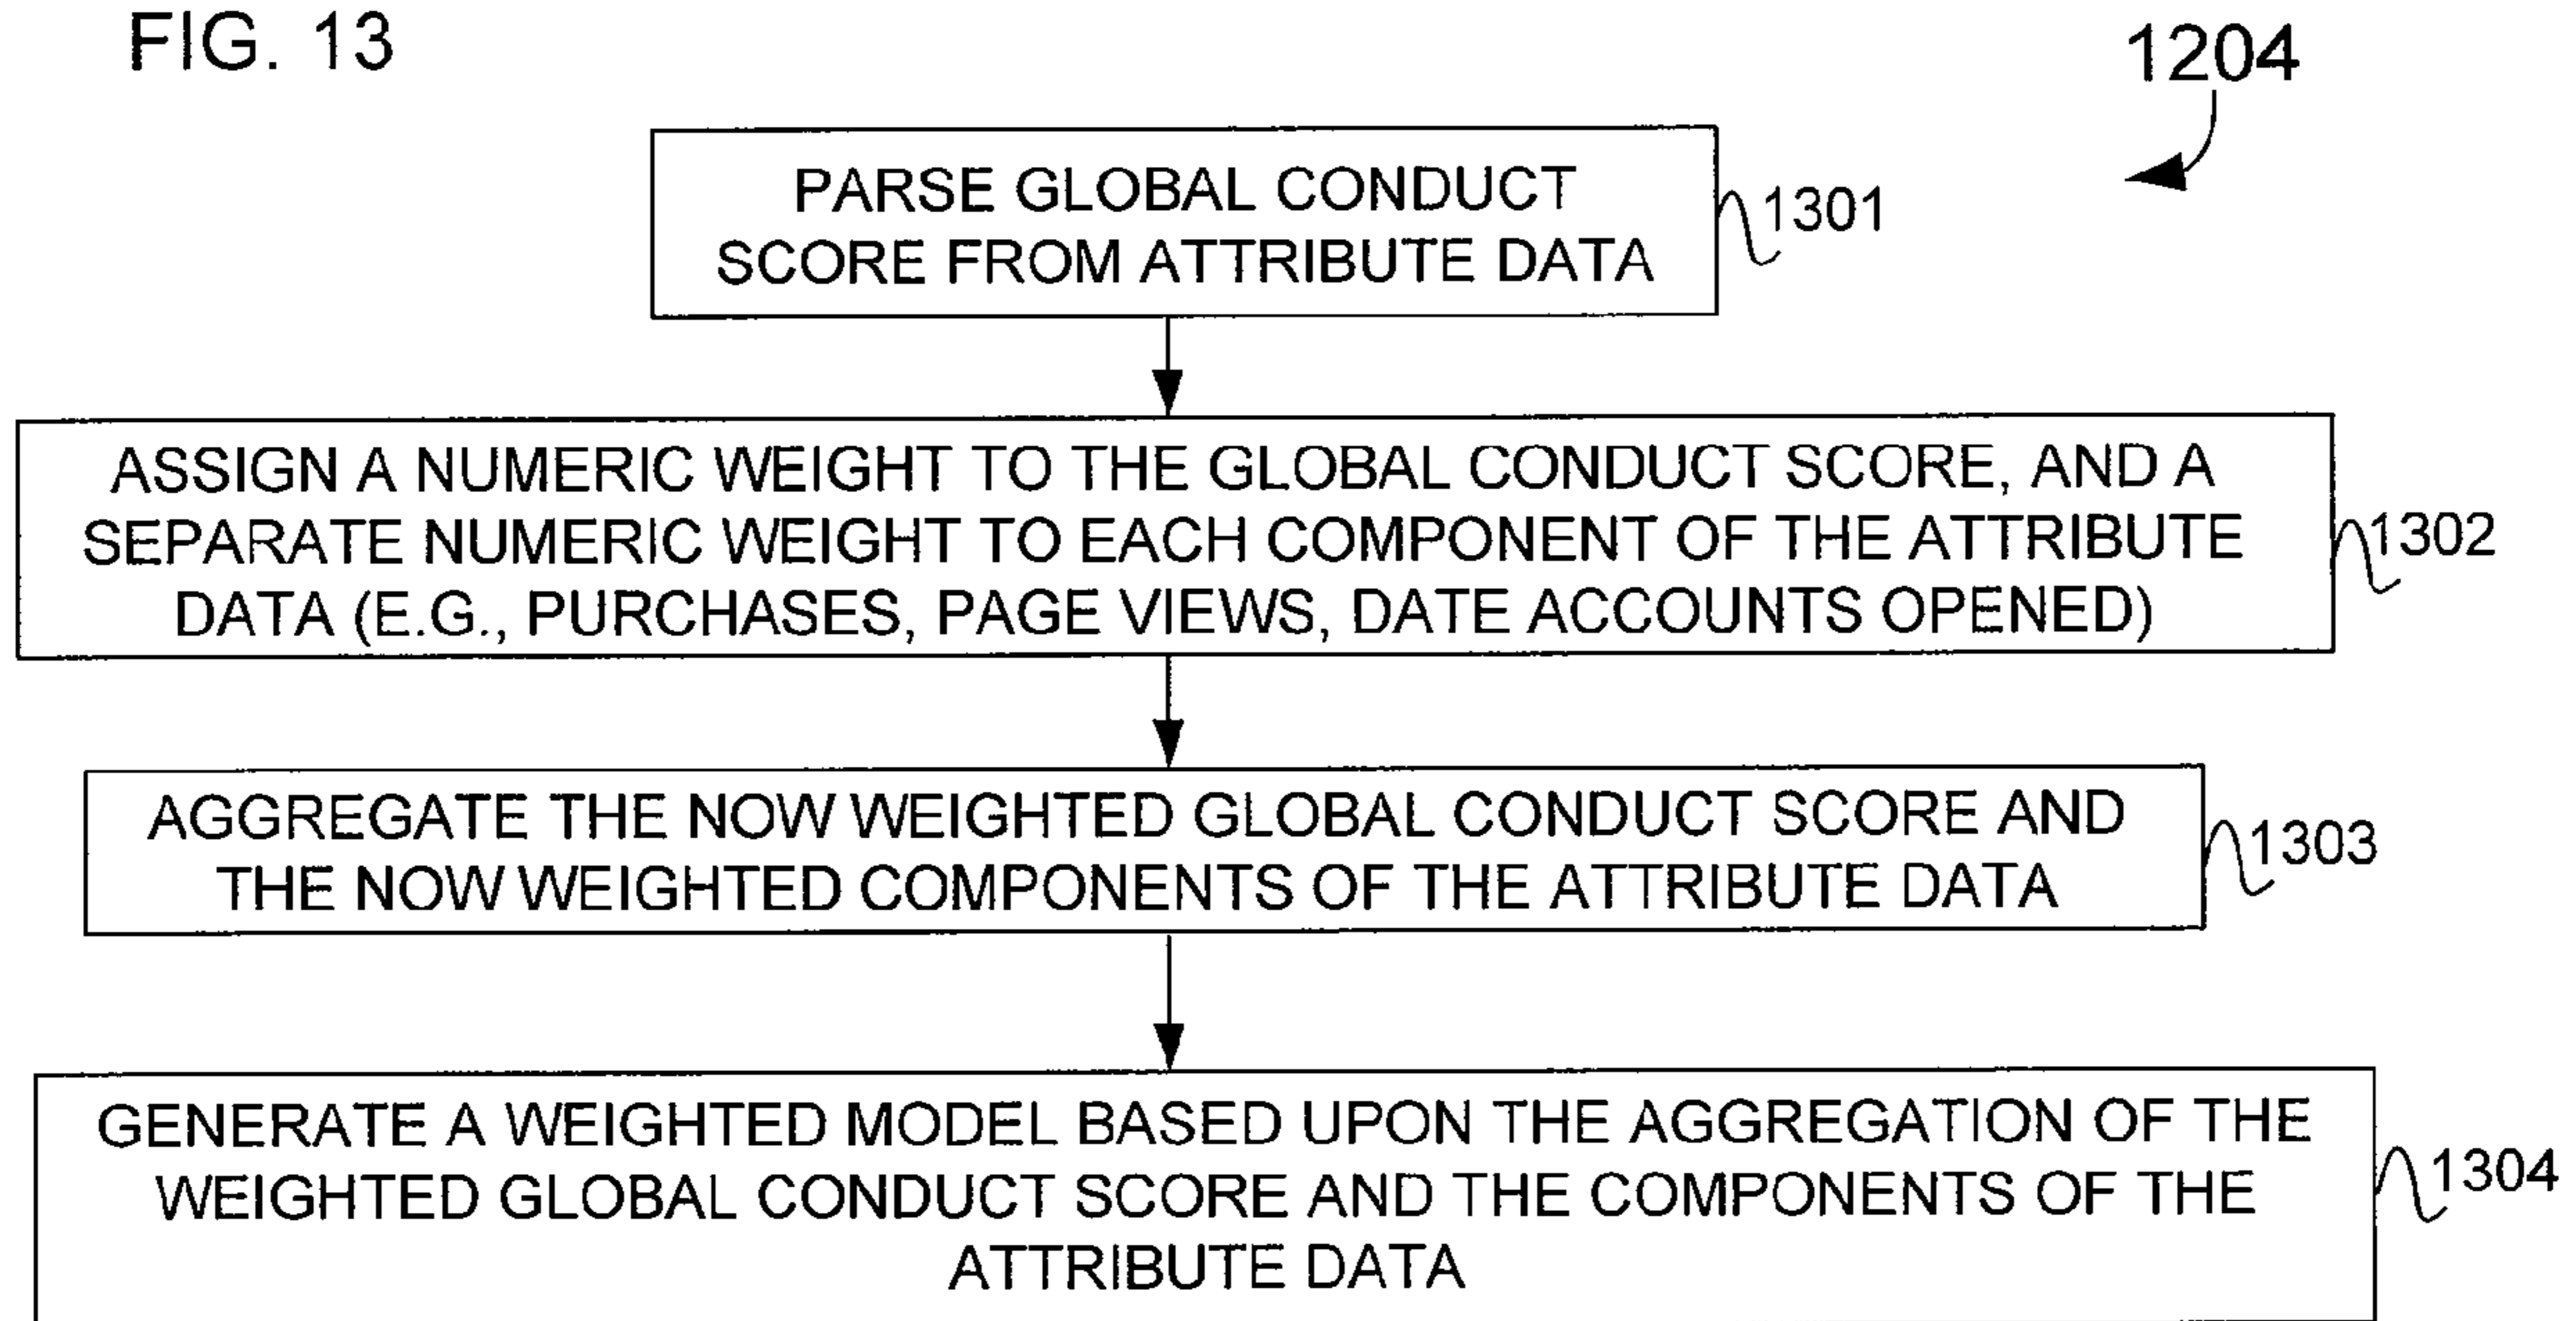 FIG. 13
1204
PARSE GLOBAL CONDUCT
SCORE FROM ATTRIBUTE DATA
1301
ASSIGN A NUMERIC WEIGHT TO THE GLOBAL CONDUCT SCORE, AND A
SEPARATE NUMERIC WEIGHT TO EACH COMPONENT OF THE ATTRIBUTE
DATA (E.G., PURCHASES, PAGE VIEWS, DATE ACCOUNTS OPENED)
1302
AGGREGATE THE NOW WEIGHTED GLOBAL CONDUCT SCORE AND
THE NOW WEIGHTED COMPONENTS OF THE ATTRIBUTE DATA
1303
GENERATE A WEIGHTED MODEL BASED UPON THE AGGREGATION OF THE
WEIGHTED GLOBAL CONDUCT SCORE AND THE COMPONENTS OF THE
ATTRIBUTE DATA
1304